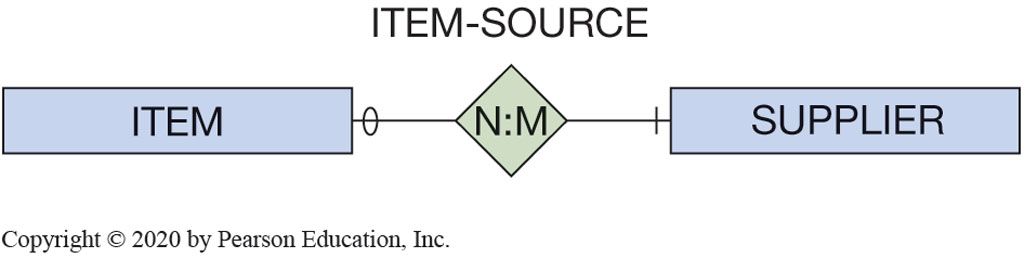 ITEM-SOURCE
ITEM
N:M
SUPPLIER
Copyright © 2020 by Pearson Education, Inc.